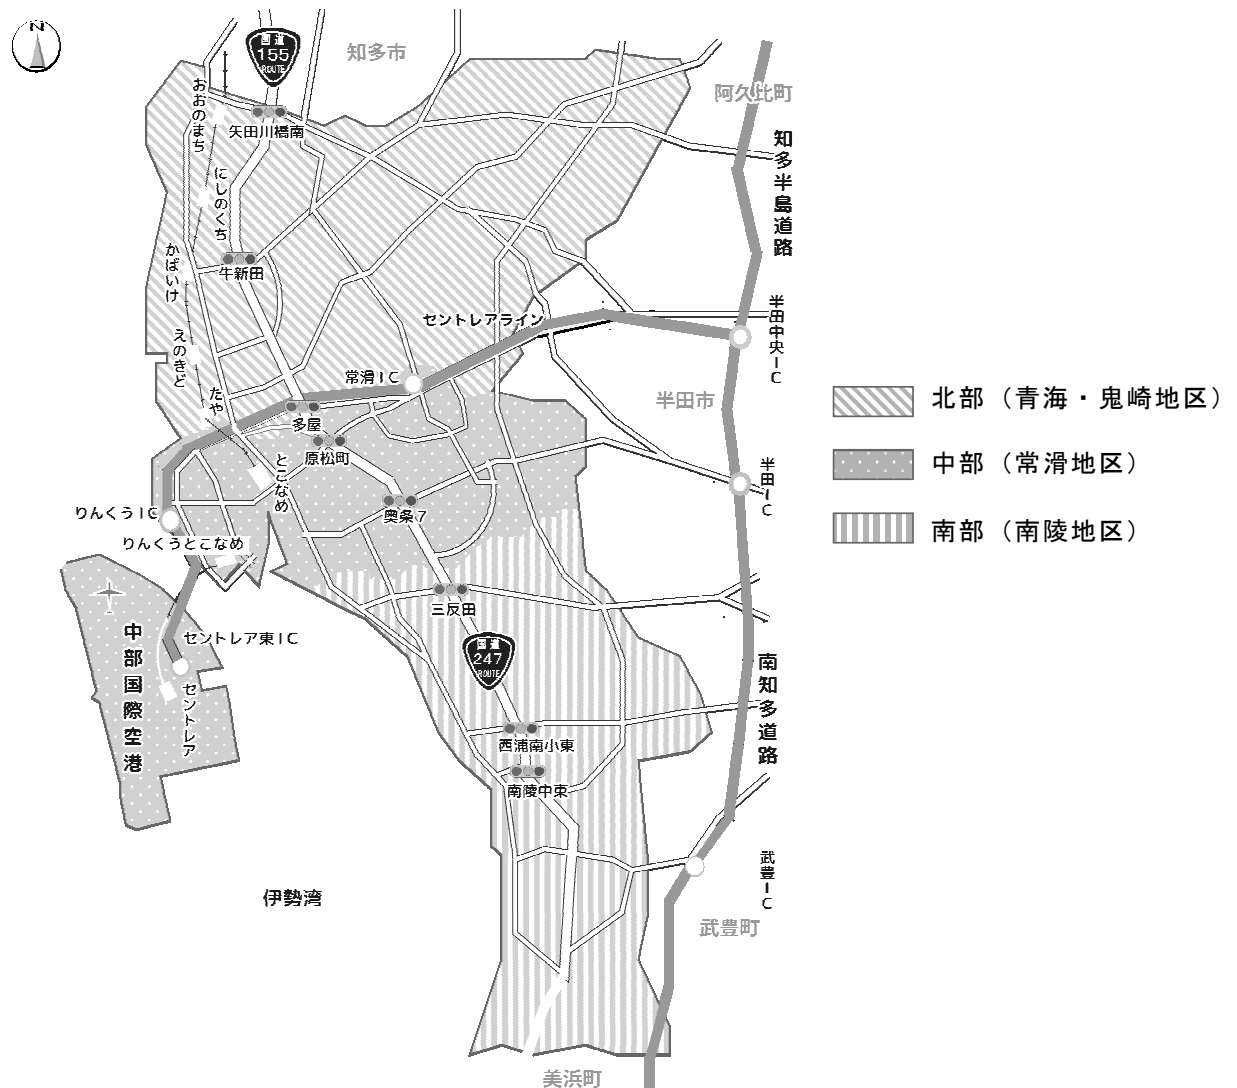 N
国道
155
ROUTE
知多市
阿久比町
おおのまち
矢田川橋南
知多半島道路
にしのくち
かばいけ
牛新田
セントレアライン
半田中央IC
えのきど
常滑IC
たや
半田市
多屋
原松町
とこなめ
半田IC
奥条7
りんくうIC
りんくうとこなめ
三反田
中部国際空港
セントレア東IC
国道
247
ROUTE
セントレア
南知多道路
西浦南小東
南陵中東
武豊IC
伊勢湾
武豊町
美浜町
北部(青海・鬼崎地区)
中部(常滑地区)
南部(南陵地区)